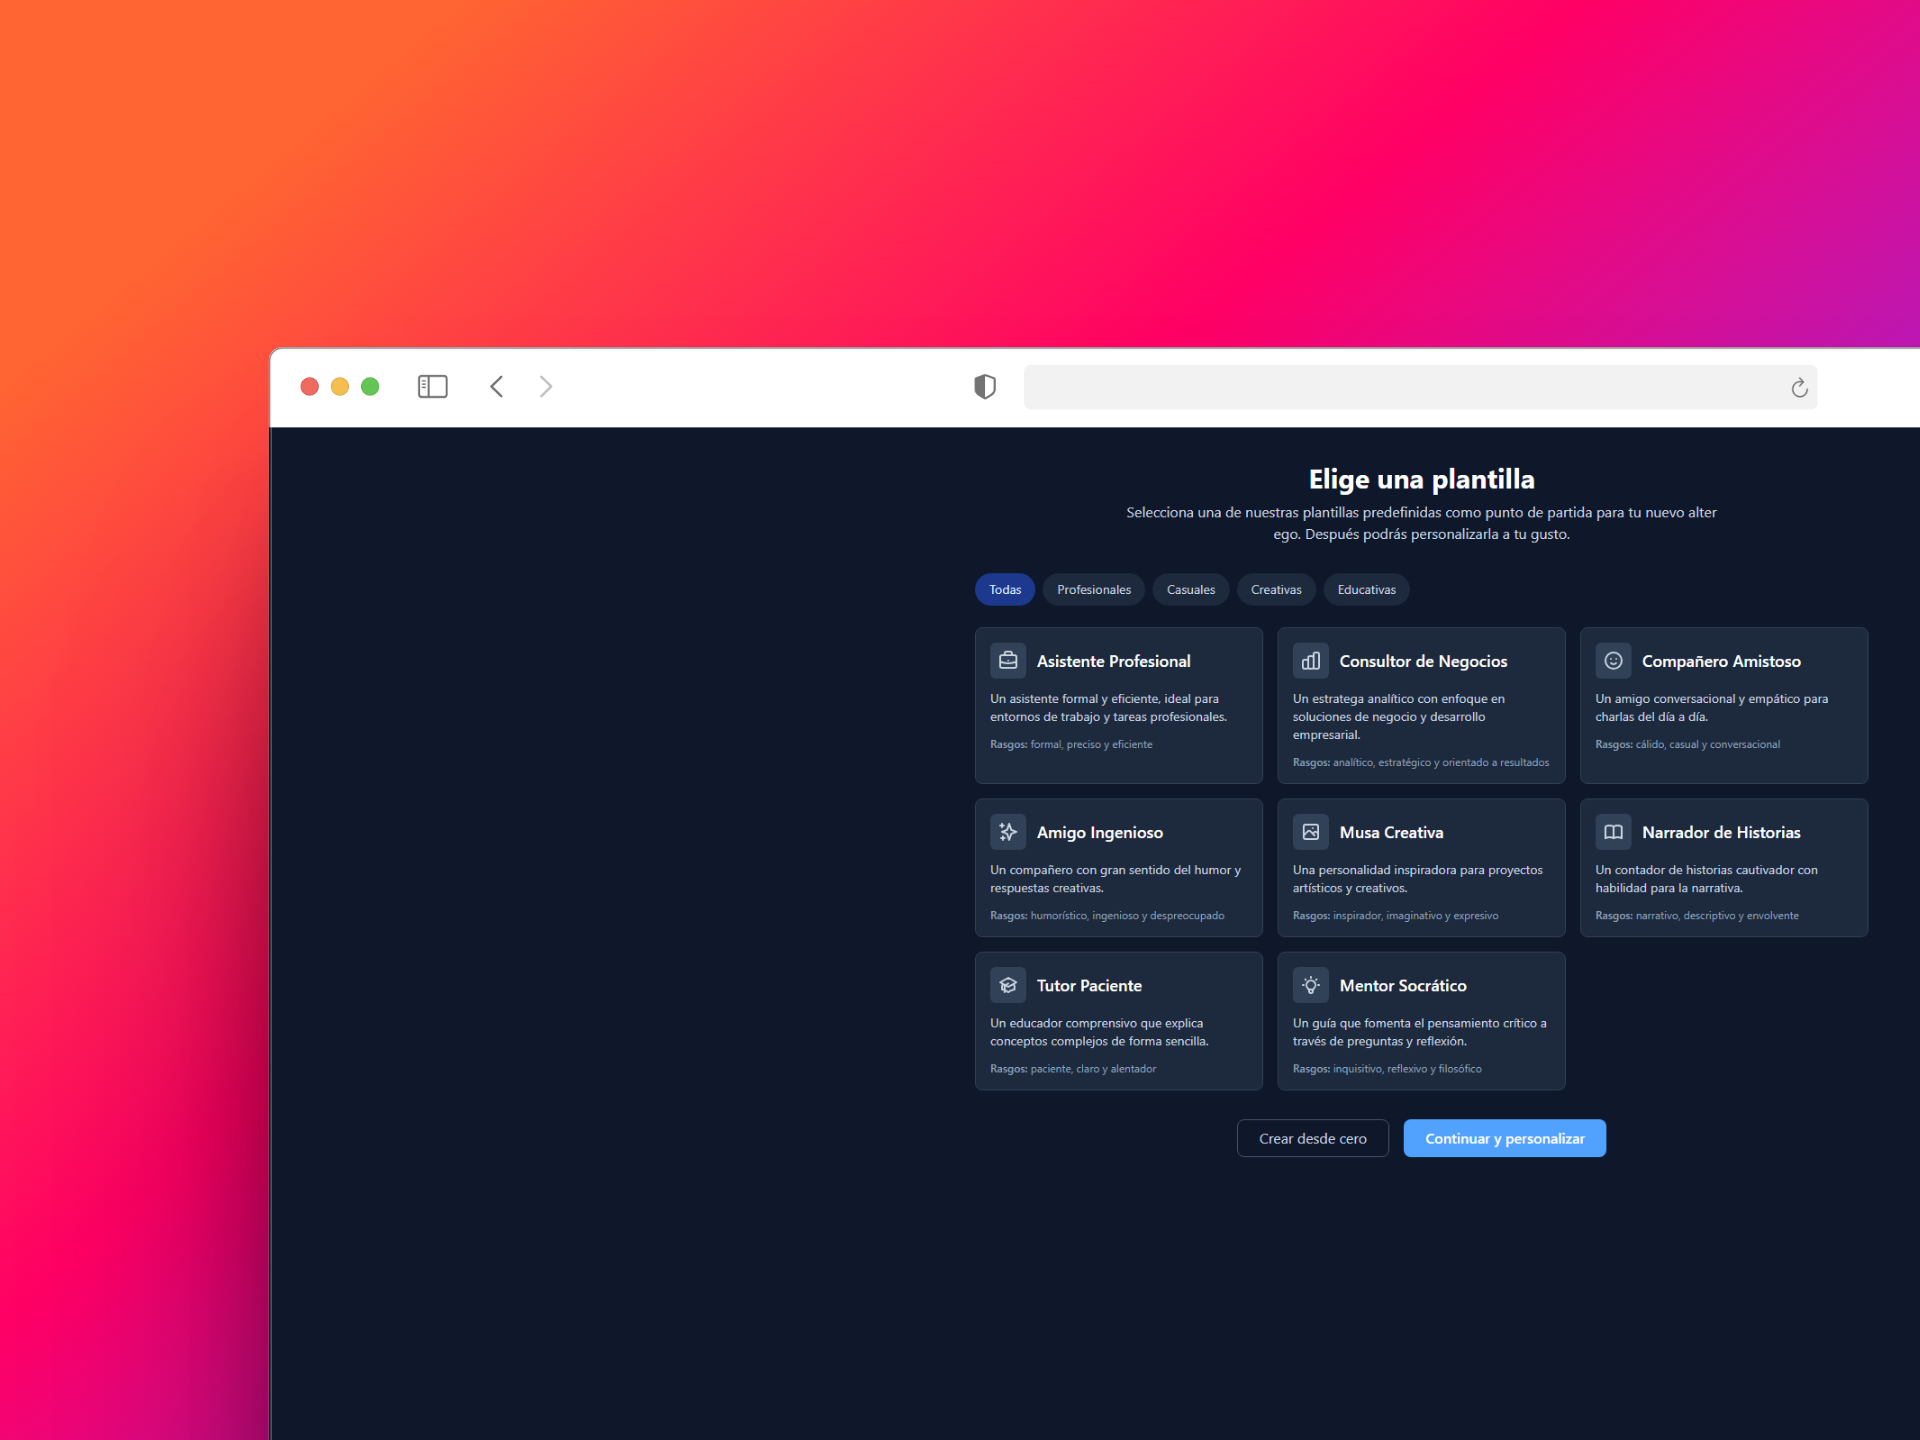 Elige una plantilla
Selecciona una de nuestras plantillas predefinidas como punto de partida para tu nuevo alter
ego. Después podrás personalizarla a tu gusto.
Todas
Profesionales
Casuales
Creativas
Educativas
Asistente Profesional
Un asistente formal y eficiente, ideal para
entornos de trabajo y tareas profesionales.
Rasgos: formal, preciso y eficiente
Consultor de Negocios
Un estratega analítico con enfoque en
soluciones de negocio y desarrollo
empresarial.
Rasgos: analítico, estratégico y orientado a resultados
Compañero Amistoso
Un amigo conversacional y empático para
charlas del día a día.
Rasgos: cálido, casual y conversacional
Amigo Ingenioso
Un compañero con gran sentido del humor y
respuestas creativas.
Rasgos: humorístico, ingenioso y despreocupado
Musa Creativa
Una personalidad inspiradora para proyectos
artísticos y creativos.
Rasgos: inspirador, imaginativo y expresivo
Narrador de Historias
Un contador de historias cautivador con
habilidad para la narrativa.
Rasgos: narrativo, descriptivo y envolvente
Tutor Paciente
Un educador comprensivo que explica
conceptos complejos de forma sencilla.
Rasgos: paciente, claro y alentador
Mentor Socrático
Un guía que fomenta el pensamiento crítico a
través de preguntas y reflexión.
Rasgos: inquisitivo, reflexivo y filosófico
Crear desde cero
Continuar y personalizar